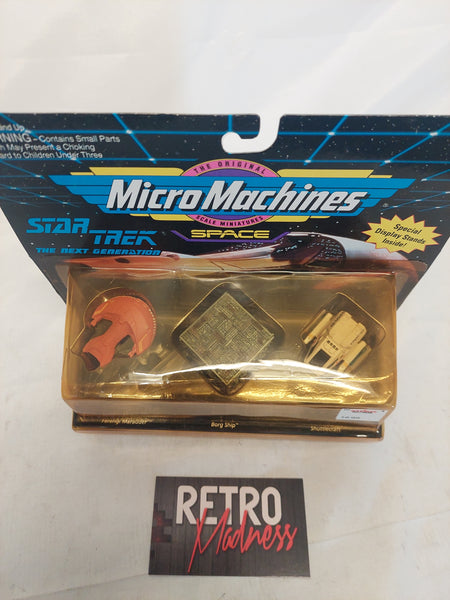 and Up
WARNING – Contains Small Parts
May Present a Choking
Hazard to Children Under Three
THE ORIGINAL
Micro Machines
SCALE MINIATURES
SPACE
STAR TREK
THE NEXT GENERATION
Special
Display Stands
Inside!
Ferengi Marauder
Borg Ship
Shuttlecraft
RETRO
Madness